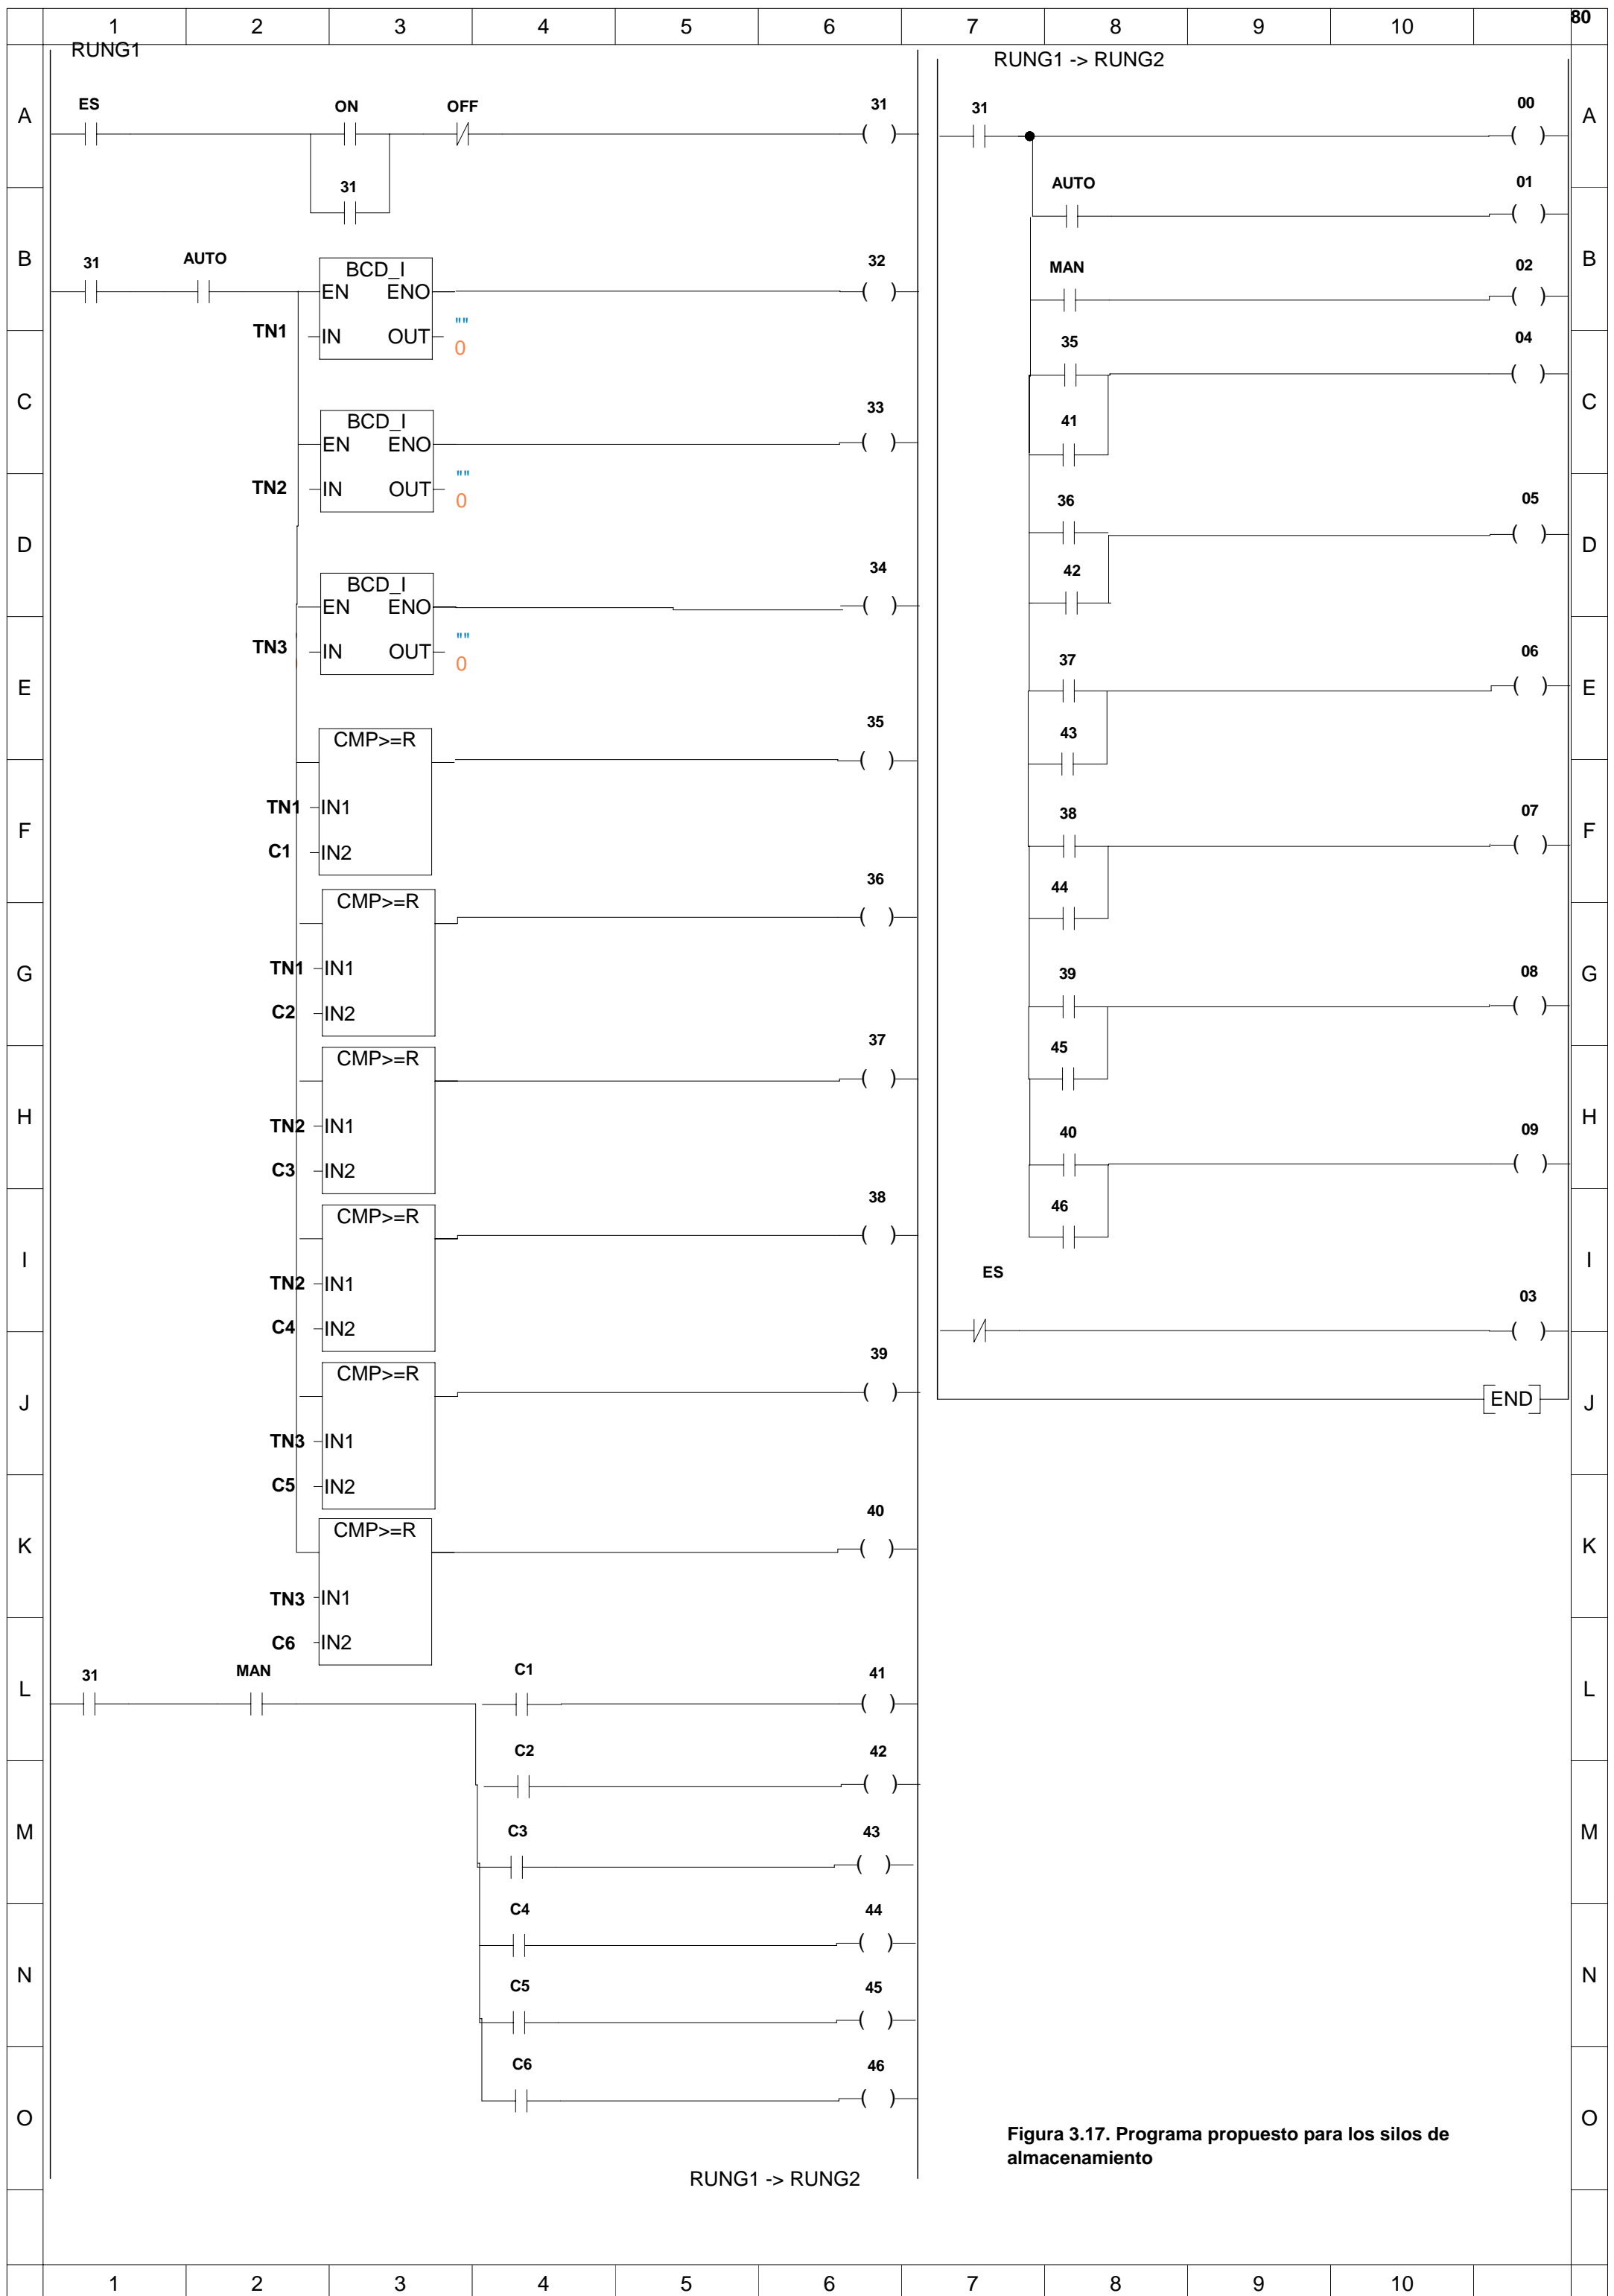 1 2 3 4 5 6 7 8 9 10 80
RUNG1
A
ES ON OFF 31
31
B
31 AUTO BCD_I 32
EN ENO
TN1 IN OUT ""
0
C
BCD_I 33
EN ENO
TN2 IN OUT ""
0
D
BCD_I 34
EN ENO
TN3 IN OUT ""
0
E
CMP>=R 35
F
TN1 IN1
C1 IN2
CMP>=R 36
G
TN1 IN1
C2 IN2
CMP>=R 37
H
TN2 IN1
C3 IN2
CMP>=R 38
I
TN2 IN1
C4 IN2
CMP>=R 39
J
TN3 IN1
C5 IN2
CMP>=R 40
K
TN3 IN1
C6 IN2
L
31 MAN C1 41
C2 42
M
C3 43
C4 44
N
C5 45
C6 46
O
RUNG1 -> RUNG2
RUNG1 -> RUNG2
31 00
A
AUTO 01
MAN 02
B
35 04
41
C
36 05
42
D
37 06
43
E
38 07
44
F
39 08
45
G
40 09
46
H
ES 03
I
END
J
K
L
M
N
O
Figura 3.17. Programa propuesto para los silos de
almacenamiento
1 2 3 4 5 6 7 8 9 10